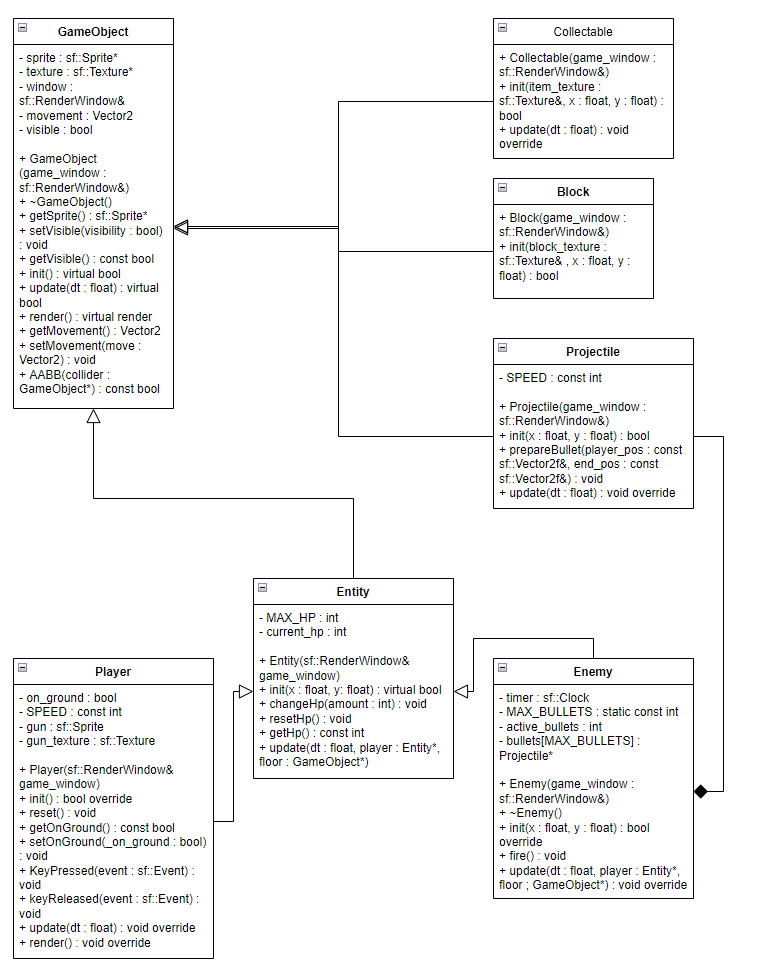 GameObject
- sprite : sf::Sprite*
- texture : sf::Texture*
- window :
sf::RenderWindow&
- movement : Vector2
- visible : bool
+ GameObject
(game_window :
sf::RenderWindow&)
+ ~GameObject()
+ getSprite() : sf::Sprite*
+ setVisible(visibility : bool)
: void
+ getVisible() : const bool
+ init() : virtual bool
+ update(dt : float) : virtual
bool
+ render() : virtual render
+ getMovement() : Vector2
+ setMovement(move :
Vector2) : void
+ AABB(collider :
GameObject*) : const bool
Collectable
+ Collectable(game_window :
sf::RenderWindow&)
+ init(item_texture :
sf::Texture&, x : float, y : float) :
bool
+ update(dt : float) : void
override
Block
+ Block(game_window :
sf::RenderWindow&)
+ init(block_texture :
sf::Texture& , x : float, y :
float) : bool
Projectile
- SPEED : const int
+ Projectile(game_window :
sf::RenderWindow&)
+ init(x : float, y : float) : bool
+ prepareBullet(player_pos : const
sf::Vector2f&, end_pos : const
sf::Vector2f&) : void
+ update(dt : float) : void override
Entity
- MAX_HP : int
- current_hp : int
+ Entity(sf::RenderWindow&
game_window)
+ init(x : float, y: float) : virtual bool
+ changeHp(amount : int) : void
+ resetHp() : void
+ getHp() : const int
+ update(dt : float, player : Entity*,
floor : GameObject*)
Player
- on_ground : bool
- SPEED : const int
- gun : sf::Sprite
- gun_texture : sf::Texture
+ Player(sf::RenderWindow&
game_window)
+ init() : bool override
+ reset() : void
+ getOnGround() : const bool
+ setOnGround(_on_ground : bool)
: void
+ KeyPressed(event : sf::Event) :
void
+ keyReleased(event : sf::Event) :
void
+ update(dt : float) : void override
+ render() : void override
Enemy
- timer : sf::Clock
- MAX_BULLETS : static const int
- active_bullets : int
- bullets[MAX_BULLETS] :
Projectile*
+ Enemy(game_window :
sf::RenderWindow&)
+ ~Enemy()
+ init(x : float, y : float) : bool
override
+ fire() : void
+ update(dt : float, player : Entity*,
floor ; GameObject*) : void override